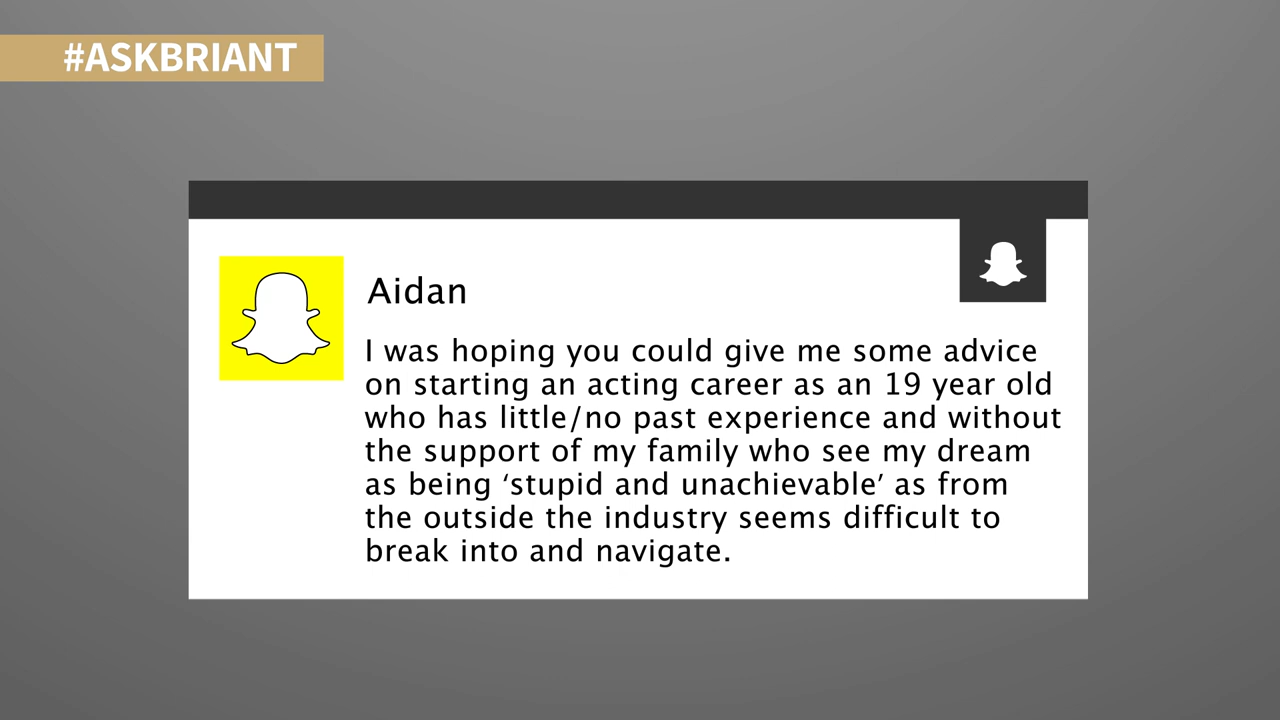 #ASKBRIANT
Aidan
I was hoping you could give me some advice
on starting an acting career as an 19 year old
who has little/no past experience and without
the support of my family who see my dream
as being ‘stupid and unachievable’ as from
the outside the industry seems difficult to
break into and navigate.